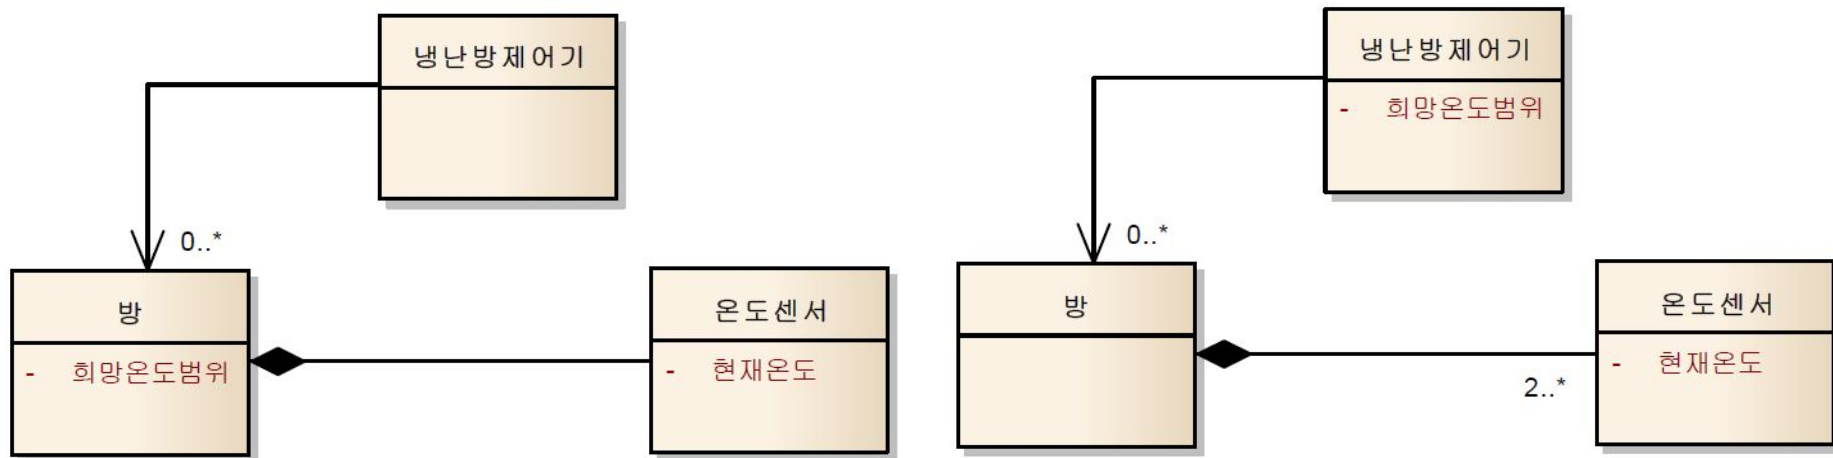 냉난방제어기
0..*
방
- 희망온도범위
온도센서
- 현재온도
냉난방제어기
- 희망온도범위
0..*
방
온도센서
- 현재온도
2..*